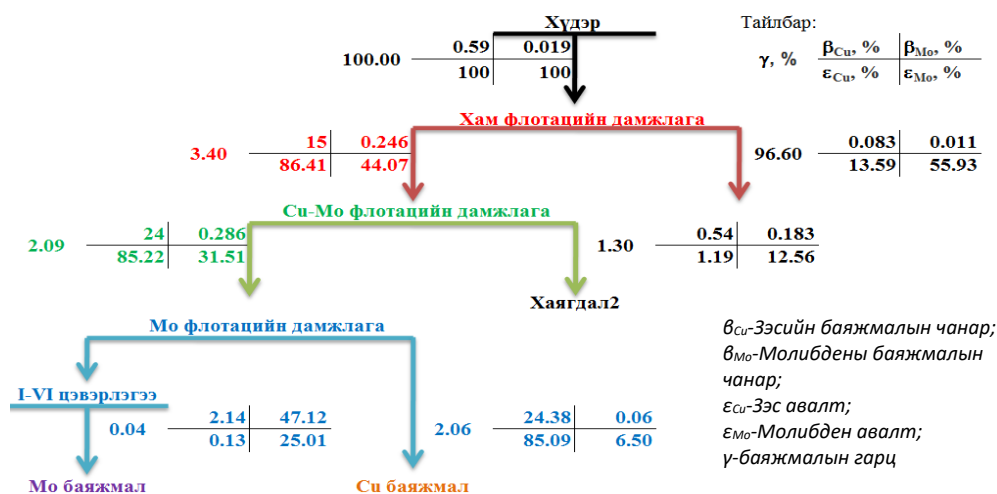 Хүдэр
100.00 0.59 0.019
100 100
Тайлбар:
γ, % βCu, % βMo, %
εCu, % εMo, %
Хам флотацийн дамжлага
3.40 15 0.246
86.41 44.07
96.60 0.083 0.011
13.59 55.93
Cu-Mo флотацийн дамжлага
2.09 24 0.286
85.22 31.51
1.30 0.54 0.183
1.19 12.56
Хаягдал2
Мо флотацийн дамжлага
I-VI цэвэрлэгээ
0.04 2.14 47.12
0.13 25.01
2.06 24.38 0.06
85.09 6.50
Мо баяжмал
Cu баяжмал
вCu-Зэсийн баяжмалын чанар;
вMo-Молибдены баяжмалын
чанар;
εCu-Зэс авалт;
εMo-Молибден авалт;
γ-баяжмалын гарц